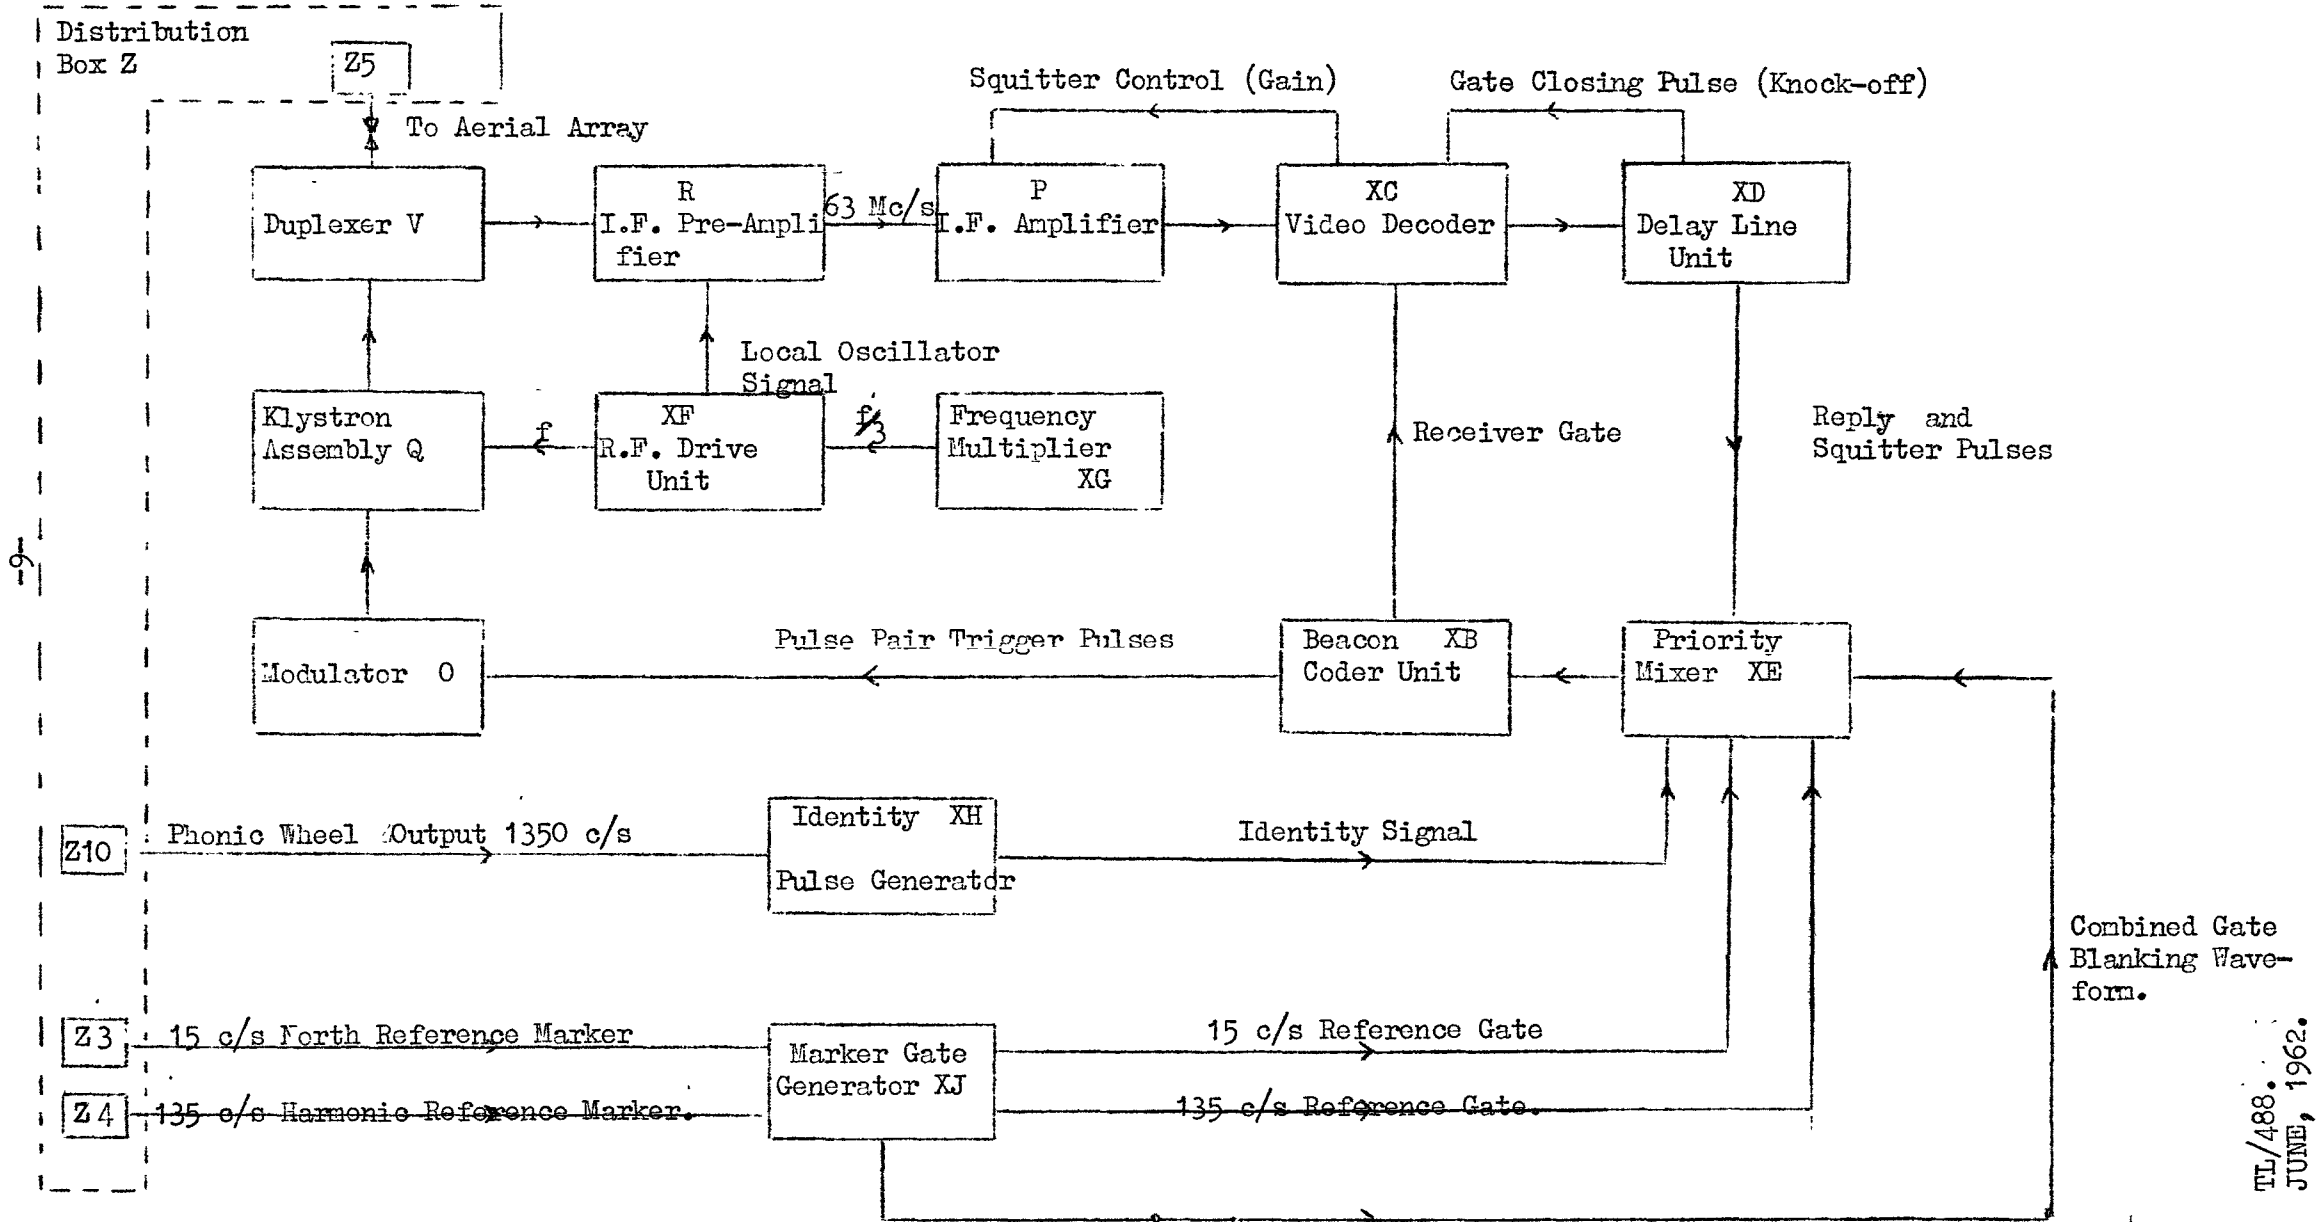 Distribution
Box Z
Z5
To Aerial Array
Squitter Control (Gain)
Gate Closing Pulse (Knock-off)
Duplexer V
R
I.F. Pre-Ampli
fier
63 Mc/s
P
I.F. Amplifier
XC
Video Decoder
XD
Delay Line
Unit
Local Oscillator
Signal
Klystron
Assembly Q
f
XF
R.F. Drive
Unit
f/3
Frequency
Multiplier
XG
Receiver Gate
Reply and
Squitter Pulses
-9-
Modulator O
Pulse Pair Trigger Pulses
Beacon XB
Coder Unit
Priority
Mixer XE
Z10
Phonic Wheel Output 1350 c/s
Identity XH
Pulse Generator
Identity Signal
Combined Gate
Blanking Wave-
form.
Z3
15 c/s North Reference Marker
Marker Gate
Generator XJ
15 c/s Reference Gate
Z4
135 c/s Harmonic Reference Marker.
135 c/s Reference Gate.
TL/488.
JUNE, 1962.